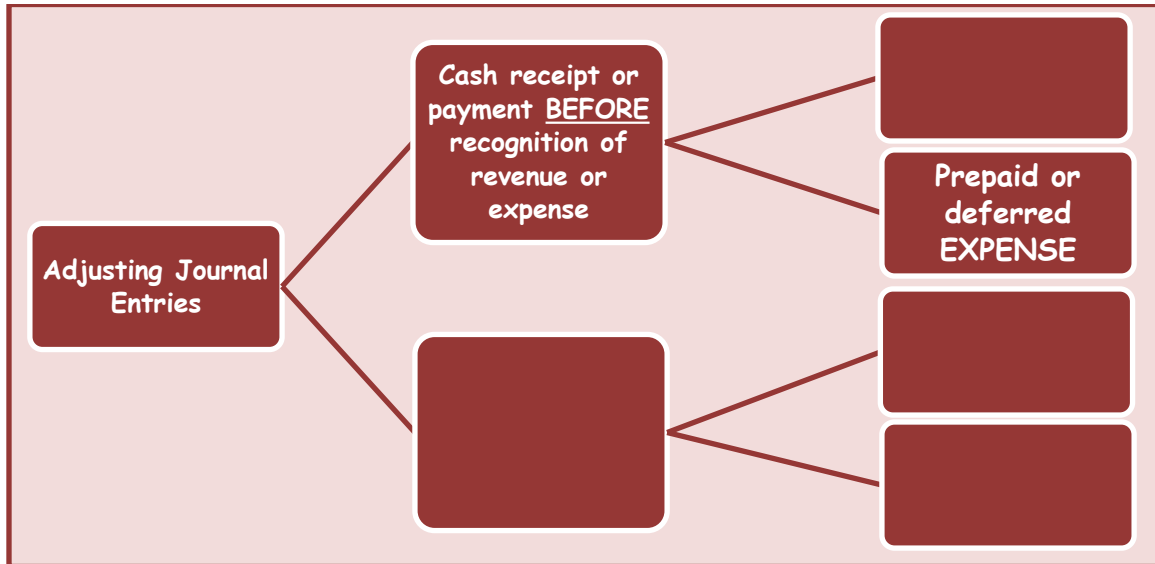 Adjusting Journal
Entries
Cash receipt or
payment BEFORE
recognition of
revenue or
expense
Prepaid or
deferred
EXPENSE